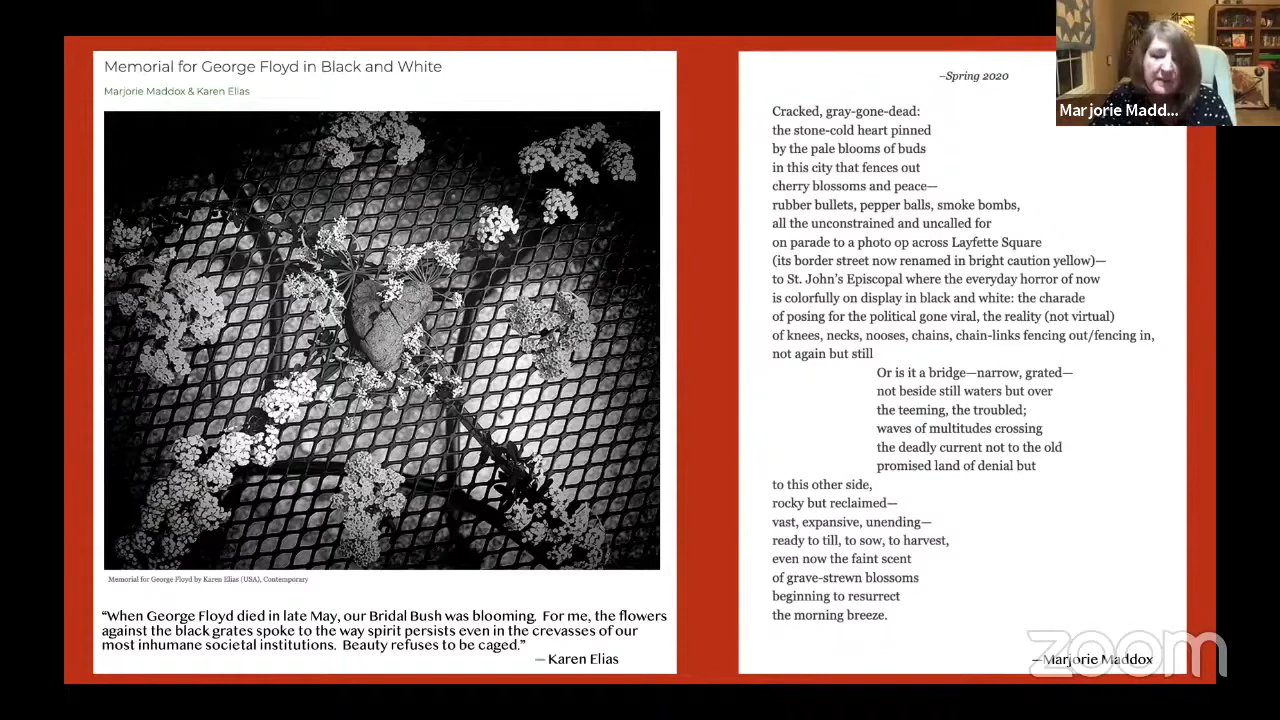 Memorial for George Floyd in Black and White
Marjorie Maddox & Karen Elias
Memorial for George Floyd by Karen Elias (USA), Contemporary
“When George Floyd died in late May, our Bridal Bush was blooming. For me, the flowers
against the black grates spoke to the way spirit persists even in the crevasses of our
most inhumane societal institutions. Beauty refuses to be caged.”
— Karen Elias
–Spring 2020
Cracked, gray-gone-dead:
the stone-cold heart pinned
by the pale blooms of buds
in this city that fences out
cherry blossoms and peace—
rubber bullets, pepper balls, smoke bombs,
all the unconstrained and uncalled for
on parade to a photo op across Layfette Square
(its border street now renamed in bright caution yellow)—
to St. John’s Episcopal where the everyday horror of now
is colorfully on display in black and white: the charade
of posing for the political gone viral, the reality (not virtual)
of knees, necks, nooses, chains, chain-links fencing out/fencing in,
not again but still
Or is it a bridge—narrow, grated—
not beside still waters but over
the teeming, the troubled;
waves of multitudes crossing
the deadly current not to the old
promised land of denial but
to this other side,
rocky but reclaimed—
vast, expansive, unending—
ready to till, to sow, to harvest,
even now the faint scent
of grave-strewn blossoms
beginning to resurrect
the morning breeze.
—Marjorie Maddox
Marjorie Madd...
zoom